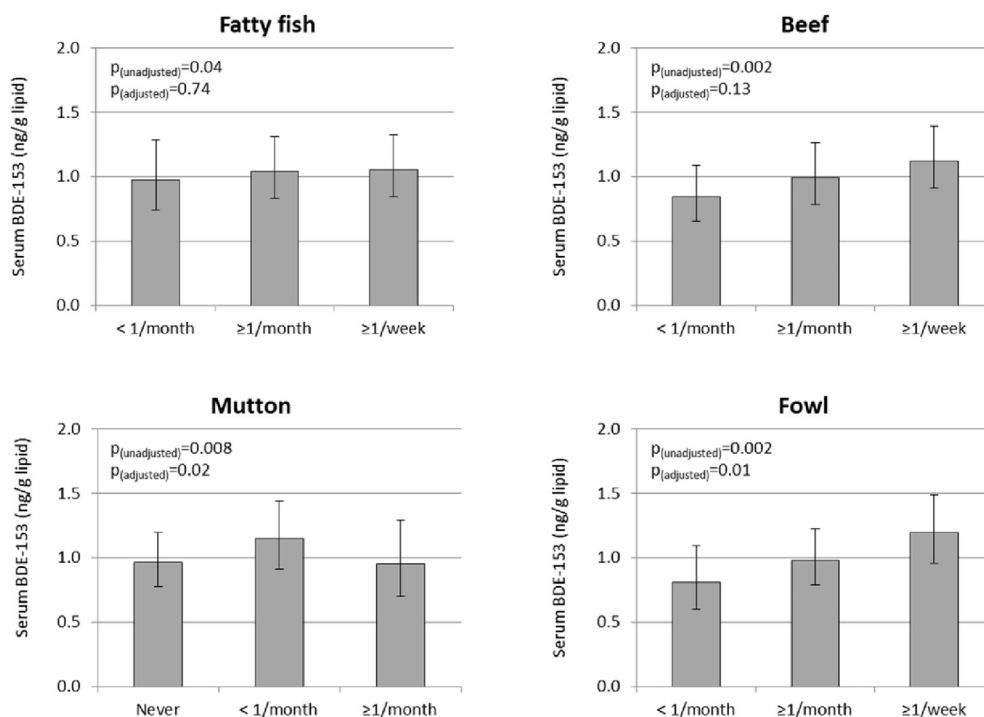 Fatty fish
2.0
1.5
1.0
0.5
0.0
Serum BDE-153 (ng/g lipid)
p(unadjusted)=0.04
p(adjusted)=0.74
< 1/month ≥1/month ≥1/week
Beef
2.0
1.5
1.0
0.5
0.0
Serum BDE-153 (ng/g lipid)
p(unadjusted)=0.002
p(adjusted)=0.13
< 1/month ≥1/month ≥1/week
Mutton
2.0
1.5
1.0
0.5
0.0
Serum BDE-153 (ng/g lipid)
p(unadjusted)=0.008
p(adjusted)=0.02
Never < 1/month ≥1/month
Fowl
2.0
1.5
1.0
0.5
0.0
Serum BDE-153 (ng/g lipid)
p(unadjusted)=0.002
p(adjusted)=0.01
< 1/month ≥1/month ≥1/week